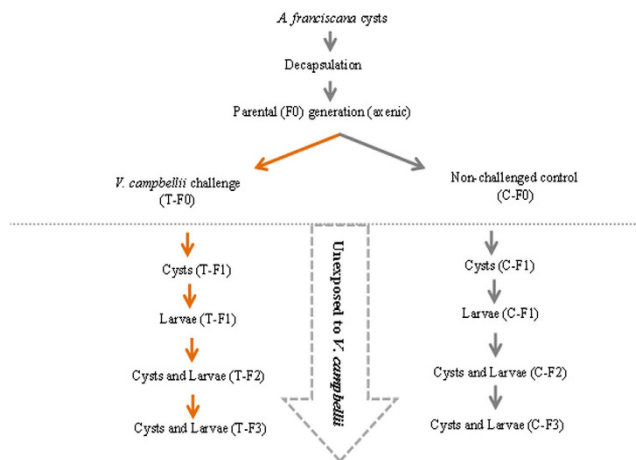 A. franciscana cysts
Decapsulation
Parental (F0) generation (axenic)
V. campbellii challenge
(T-F0)
Non-challenged control
(C-F0)
Cysts (T-F1)
Larvae (T-F1)
Cysts and Larvae (T-F2)
Cysts and Larvae (T-F3)
Unexposed to V. campbellii
Cysts (C-F1)
Larvae (C-F1)
Cysts and Larvae (C-F2)
Cysts and Larvae (C-F3)